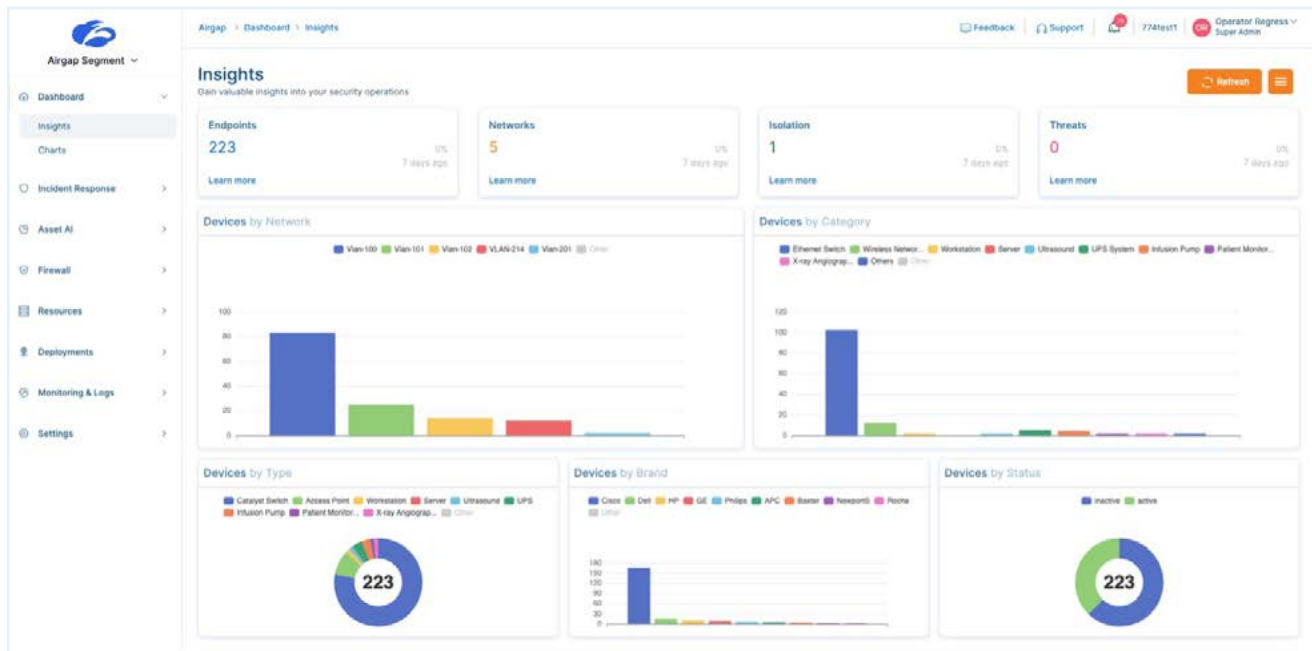 Airgap Segment
Dashboard
Insights
Charts
Incident Response
Asset AI
Firewall
Resources
Deployments
Monitoring & Logs
Settings
Airgap > Dashboard > Insights
Feedback
Support
774test1
OR
Operator Regress
Super Admin
Insights
Gain valuable insights into your security operations
Refresh
Endpoints
223
0%
7 days ago
Learn more
Networks
5
0%
7 days ago
Learn more
Isolation
1
0%
7 days ago
Learn more
Threats
0
0%
7 days ago
Learn more
Devices by Network
Vlan-100 Vlan-101 Vlan-102 VLAN-214 Vlan-201 Other
100
80
60
40
20
0
Devices by Category
Ethernet Switch Wireless Networ... Workstation Server Ultrasound UPS System Infusion Pump Patient Monitor...
X-ray Angiograp... Others Other
120
100
80
60
40
20
0
Devices by Type
Catalyst Switch Access Point Workstation Server Ultrasound UPS
Infusion Pump Patient Monitor... X-ray Angiograp... Other
223
Devices by Brand
Cisco Dell HP GE Philips APC Baxter Newport5 Roche
Other
180
150
120
90
60
30
0
Devices by Status
inactive active
223